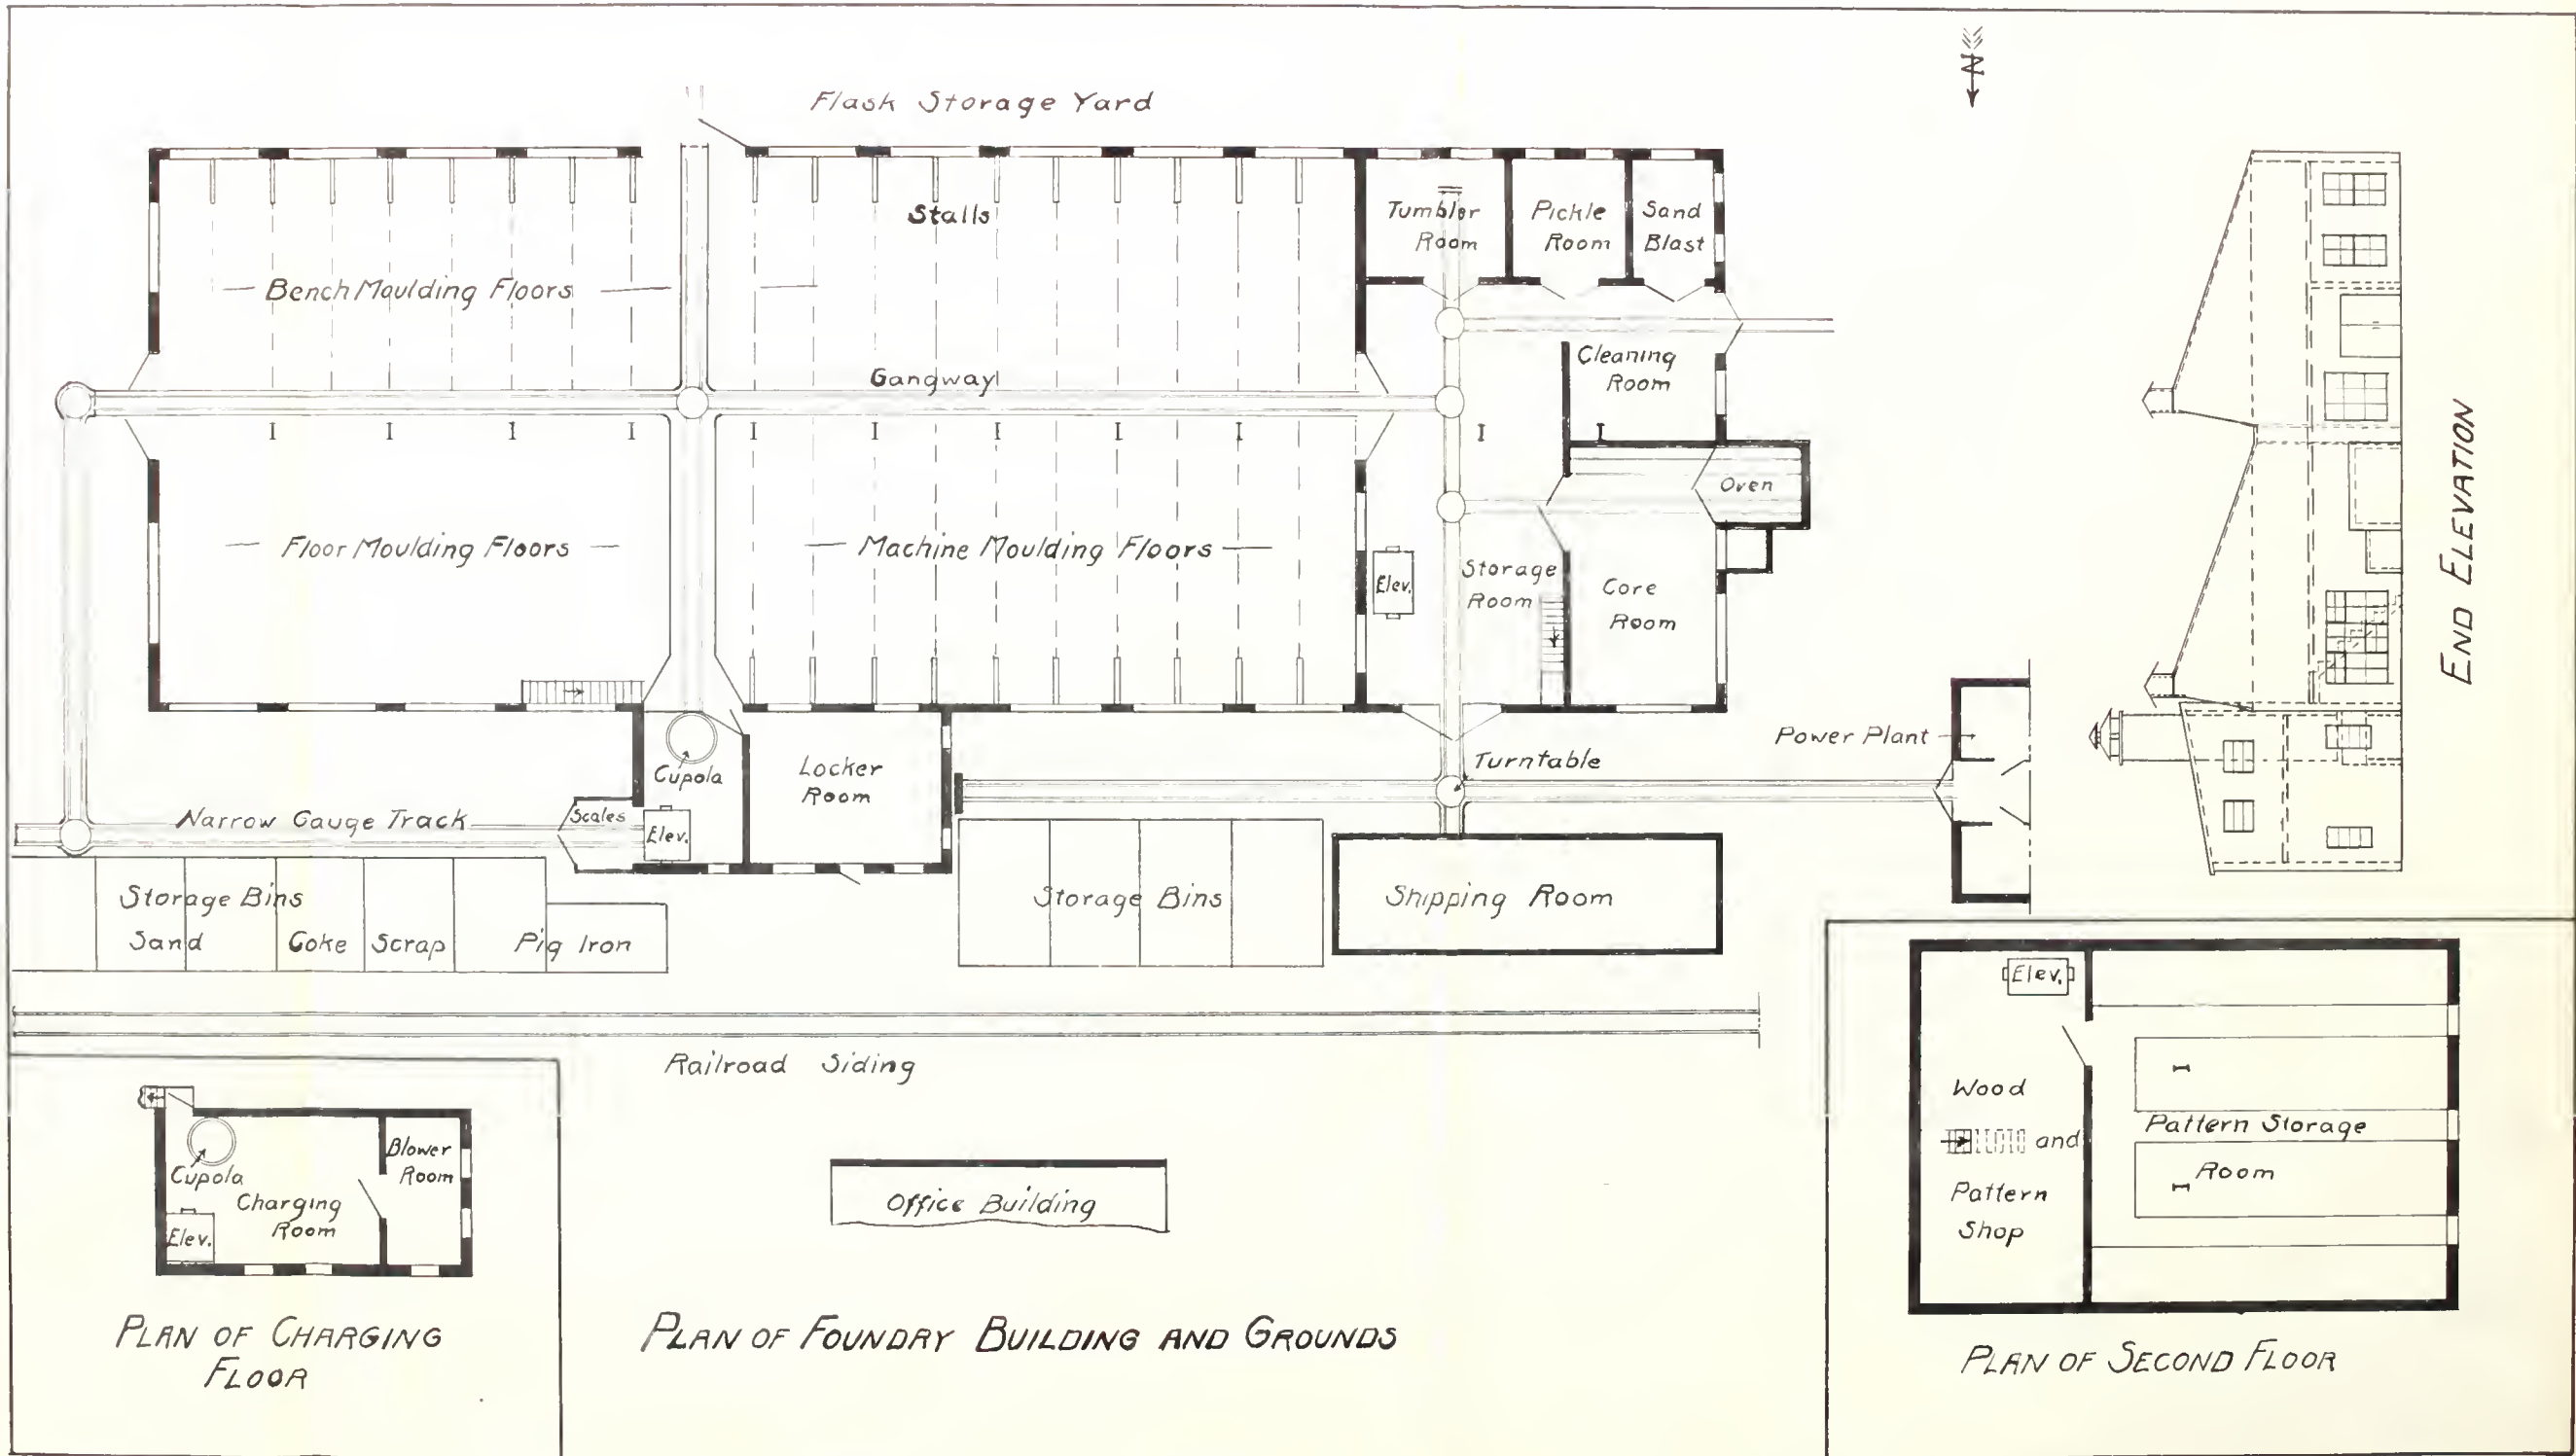 N
Flask Storage Yard
Stalls
Tumbler
Room
Pickle
Room
Sand
Blast
Bench Moulding Floors
Gangway
Cleaning
Room
Oven
Floor Moulding Floors
Machine Moulding Floors
Elev.
Storage
Room
Core
Room
END ELEVATION
Cupola
Locker
Room
Power Plant
Turntable
Narrow Gauge Track
Scales
Elev.
Storage Bins
Sand
Coke
Scrap
Pig Iron
Storage Bins
Shipping Room
Railroad Siding
Office Building
PLAN OF FOUNDRY BUILDING AND GROUNDS
Cupola
Blower
Room
Charging
Room
Elev.
PLAN OF CHARGING
FLOOR
Elev.
Wood
and
Pattern
Shop
Pattern Storage
Room
PLAN OF SECOND FLOOR